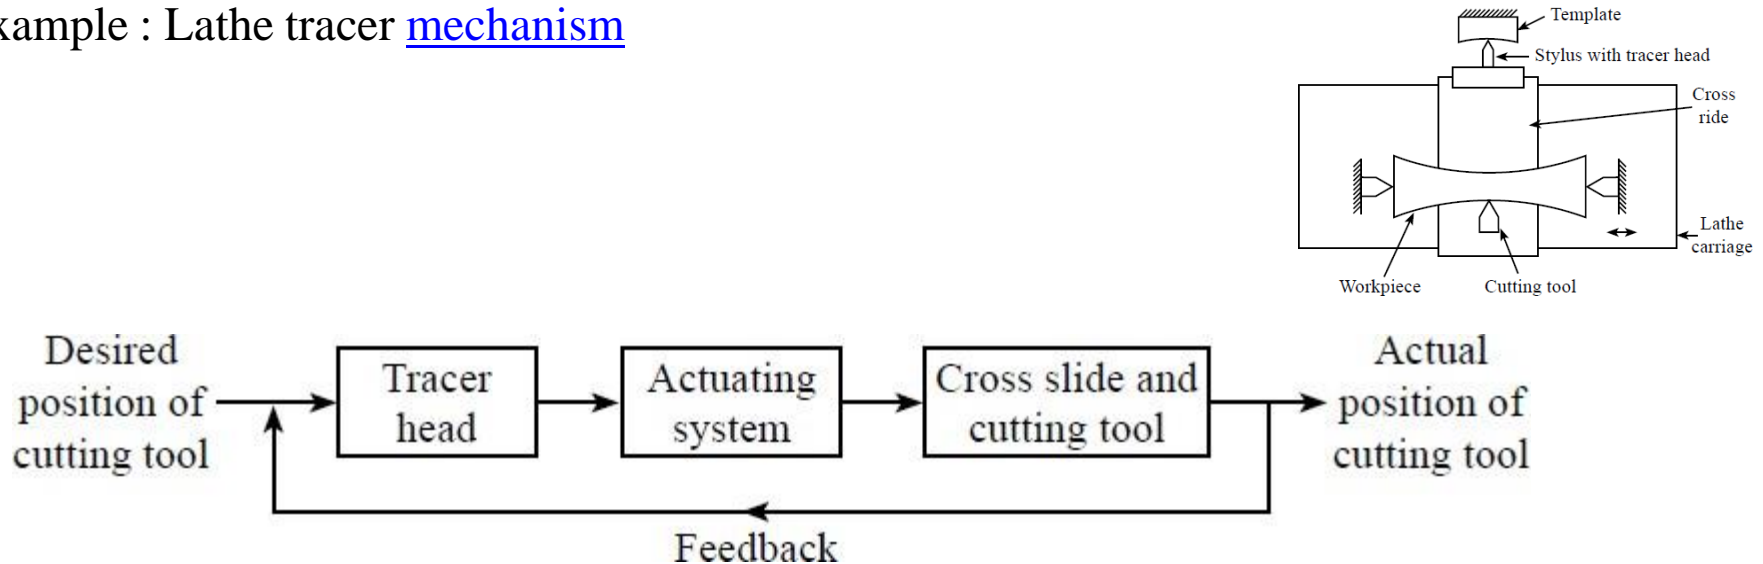 xample : Lathe tracer mechanism
Template
Stylus with tracer head
Cross
ride
Lathe
carriage
Workpiece
Cutting tool
Desired
position of
cutting tool
Tracer
head
Actuating
system
Cross slide and
cutting tool
Actual
position of
cutting tool
Feedback